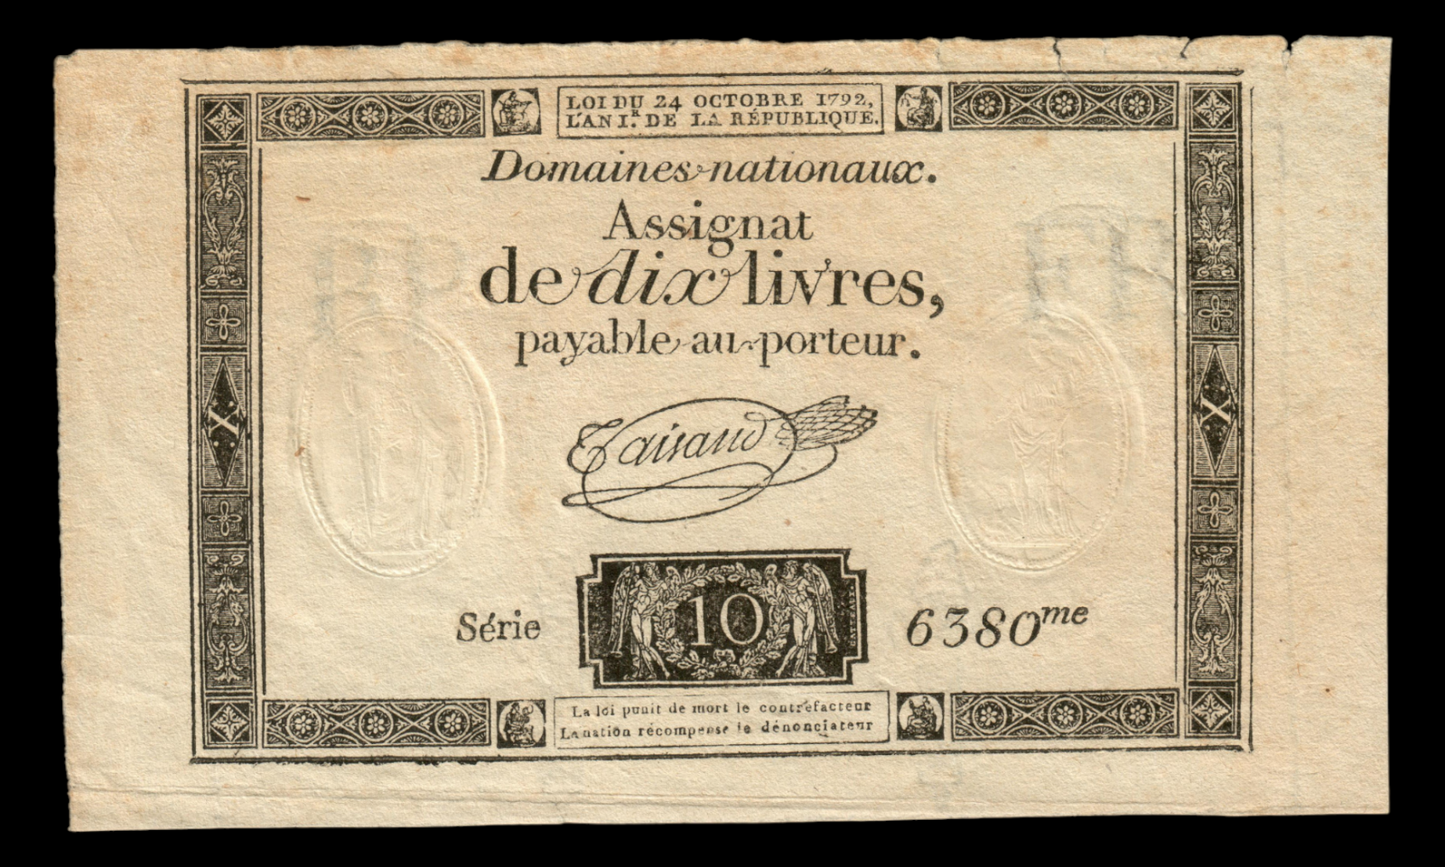 LOI DU 24 OCTOBRE 1792,
L'AN I.R DE LA RÉPUBLIQUE.
Domaines nationaux.
Assignat
de dix livres,
payable au porteur.
Taisaud
X
X
10
Série 6380me
La loi punit de mort le contrefacteur
La nation récompense le dénonciateur